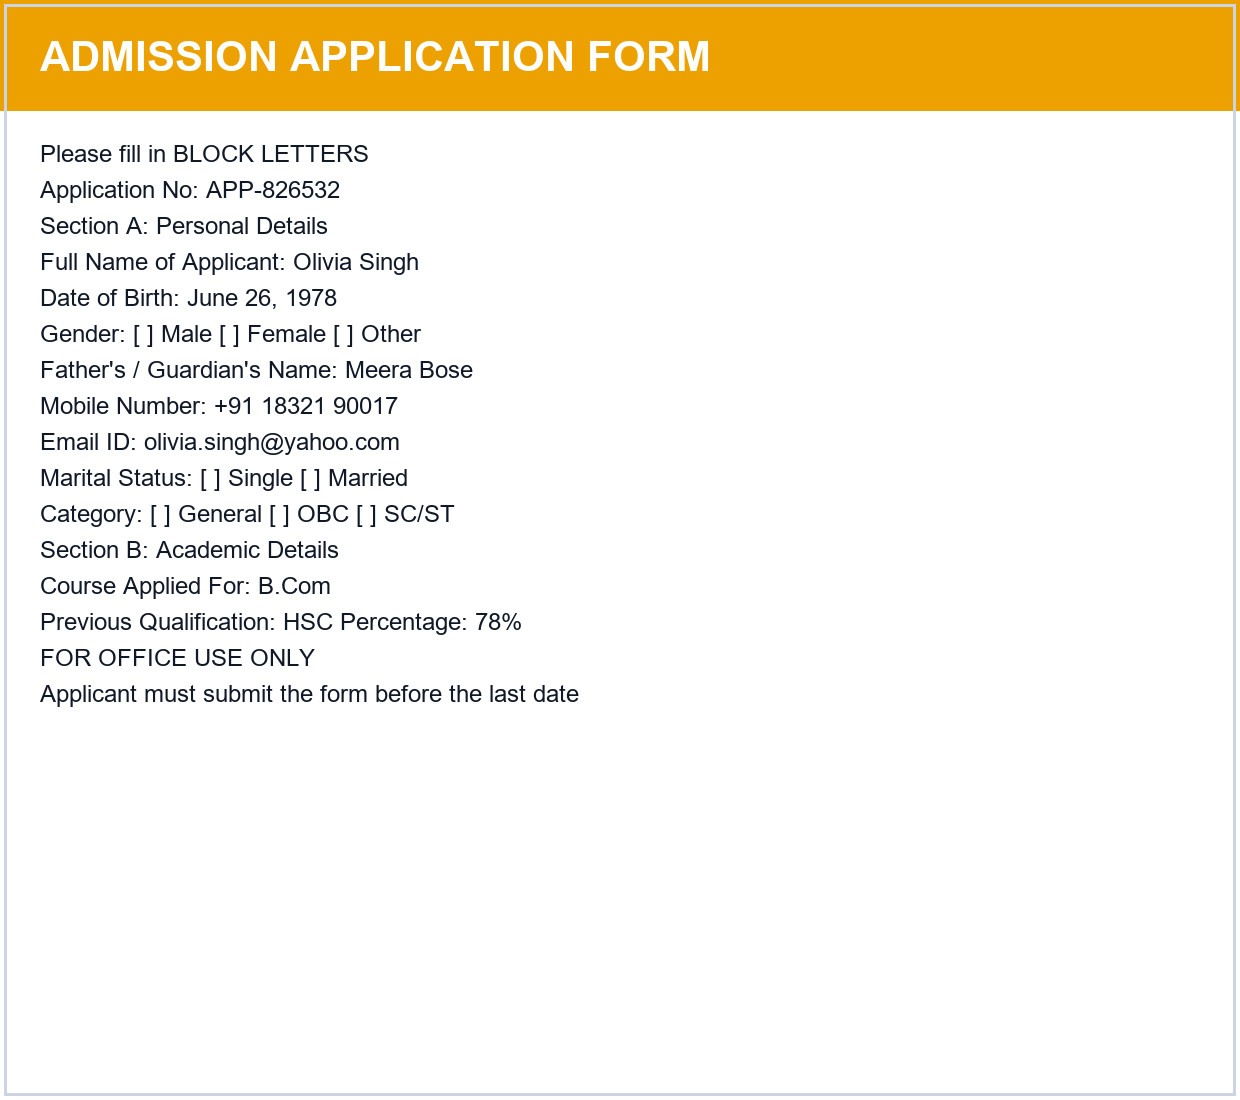 ADMISSION APPLICATION FORM
Please fill in BLOCK LETTERS
Application No: APP-826532
Section A: Personal Details
Full Name of Applicant: Olivia Singh
Date of Birth: June 26, 1978
Gender: [ ] Male [ ] Female [ ] Other
Father's / Guardian's Name: Meera Bose
Mobile Number: +91 18321 90017
Email ID: olivia.singh@yahoo.com
Marital Status: [ ] Single [ ] Married
Category: [ ] General [ ] OBC [ ] SC/ST
Section B: Academic Details
Course Applied For: B.Com
Previous Qualification: HSC Percentage: 78%
FOR OFFICE USE ONLY
Applicant must submit the form before the last date